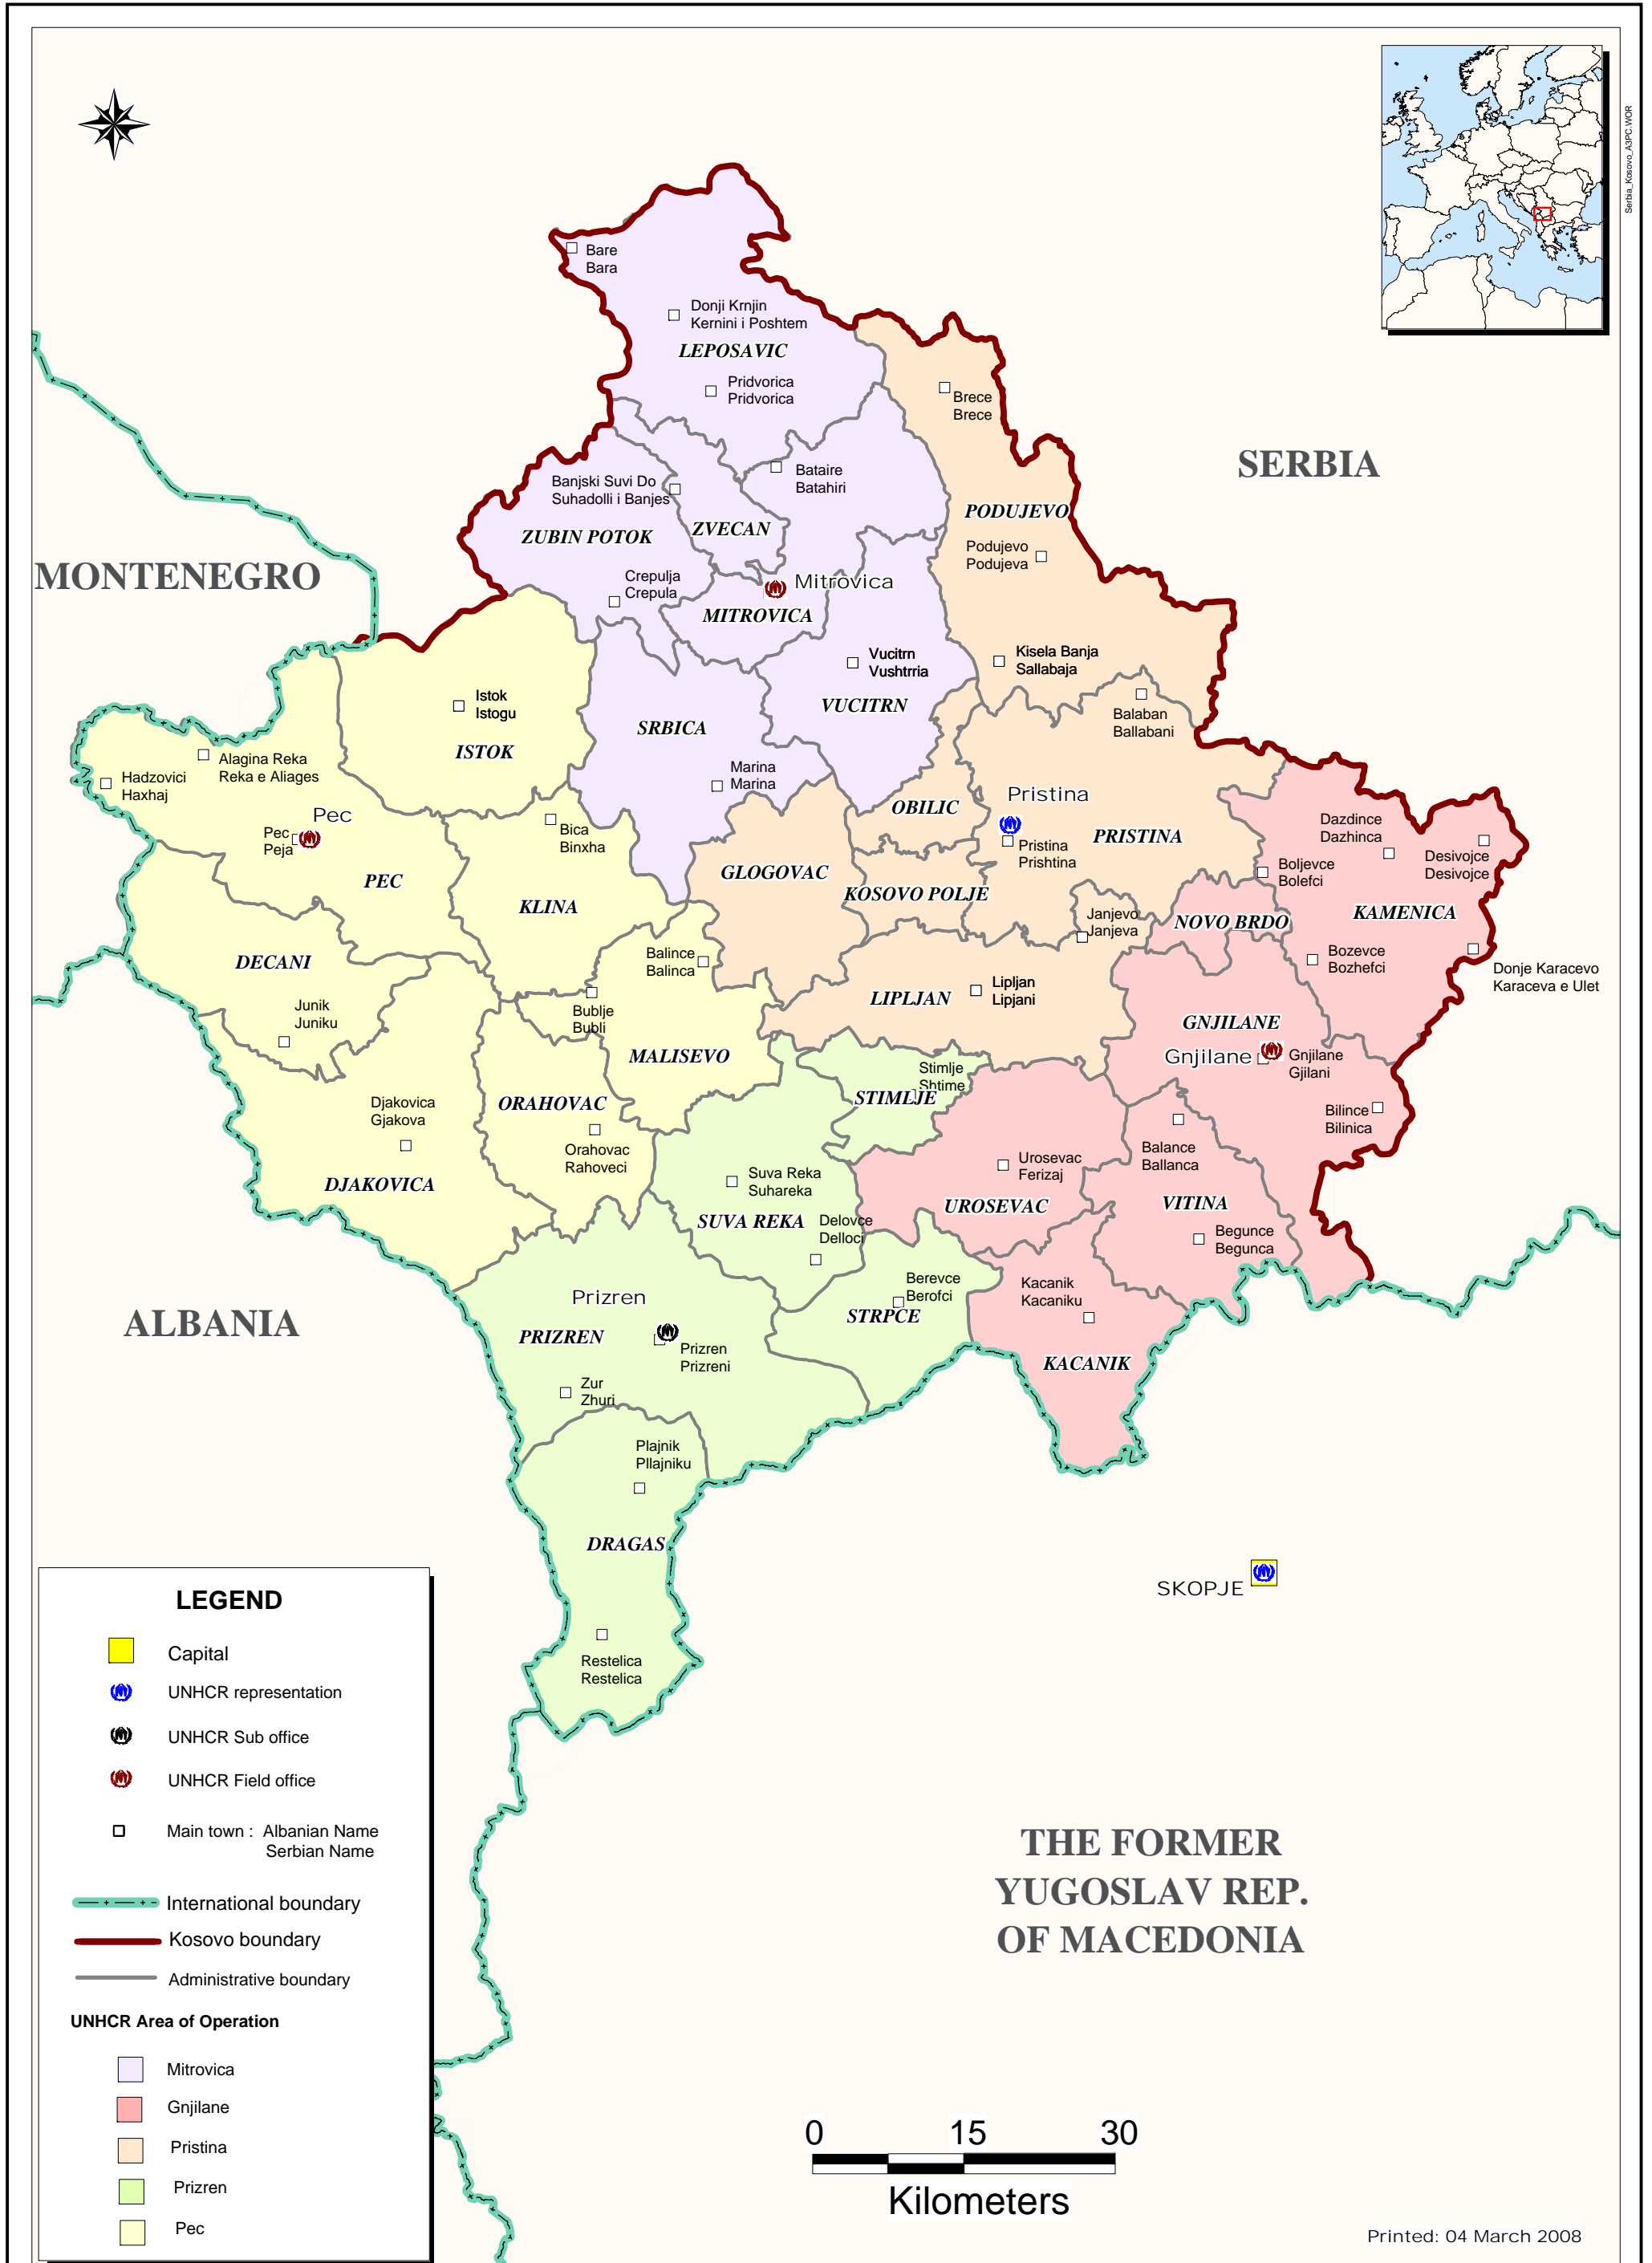 Serbia_Kosovo_A3PC.WOR
Bare
Bara
Donji Krnjin
Kernini i Poshtem
LEPOSAVIC
Pridvorica
Pridvorica
Brece
Brece
SERBIA
Bataire
Batahiri
Banjski Suvi Do
Suhadolli i Banjes
ZUBIN POTOK
ZVECAN
PODUJEVO
Podujevo
Podujeva
MONTENEGRO
Crepulja
Crepula
Mitrovica
MITROVICA
Kisela Banja
Sallabaja
Vucitrn
Vushtrria
VUCITRN
Istok
Istogu
ISTOK
SRBICA
Balaban
Ballabani
Alagina Reka
Reka e Aliages
Hadzovici
Haxhaj
Marina
Marina
OBILIC
Pristina
Pec
Pec
Peja
Bica
Binxha
PRISTINA
Pristina
Prishtina
Dazdince
Dazhinca
Desivojce
Desivojce
Boljevce
Bolefci
PEC
GLOGOVAC
KOSOVO POLJE
KLINA
Janjevo
Janjeva
NOVO BRDO
KAMENICA
DECANI
Balince
Balinca
Bozevce
Bozhefci
Donje Karacevo
Karaceva e Ulet
Junik
Juniku
Bublje
Bubli
LIPLJAN
Lipljan
Lipjani
GNJILANE
MALISEVO
Gnjilane
Gnjilane
Gjilani
Stimlje
Shtime
STIMLJE
Djakovica
Gjakova
ORAHOVAC
Orahovac
Rahoveci
Bilince
Bilinica
Balance
Ballanca
DJAKOVICA
Suva Reka
Suhareka
Urosevac
Ferizaj
UROSEVAC
VITINA
SUVA REKA
Delovce
Delloci
Begunce
Begunca
Prizren
Berevce
Berofci
STRPCE
Kacanik
Kacaniku
ALBANIA
PRIZREN
Prizren
Prizreni
KACANIK
Zur
Zhuri
Plajnik
Pllajniku
DRAGAS
SKOPJE
Restelica
Restelica
LEGEND
Capital
UNHCR representation
UNHCR Sub office
UNHCR Field office
Main town : Albanian Name
Serbian Name
International boundary
Kosovo boundary
Administrative boundary
UNHCR Area of Operation
Mitrovica
Gnjilane
Pristina
Prizren
Pec
THE FORMER
YUGOSLAV REP.
OF MACEDONIA
0 15 30
Kilometers
Printed: 04 March 2008